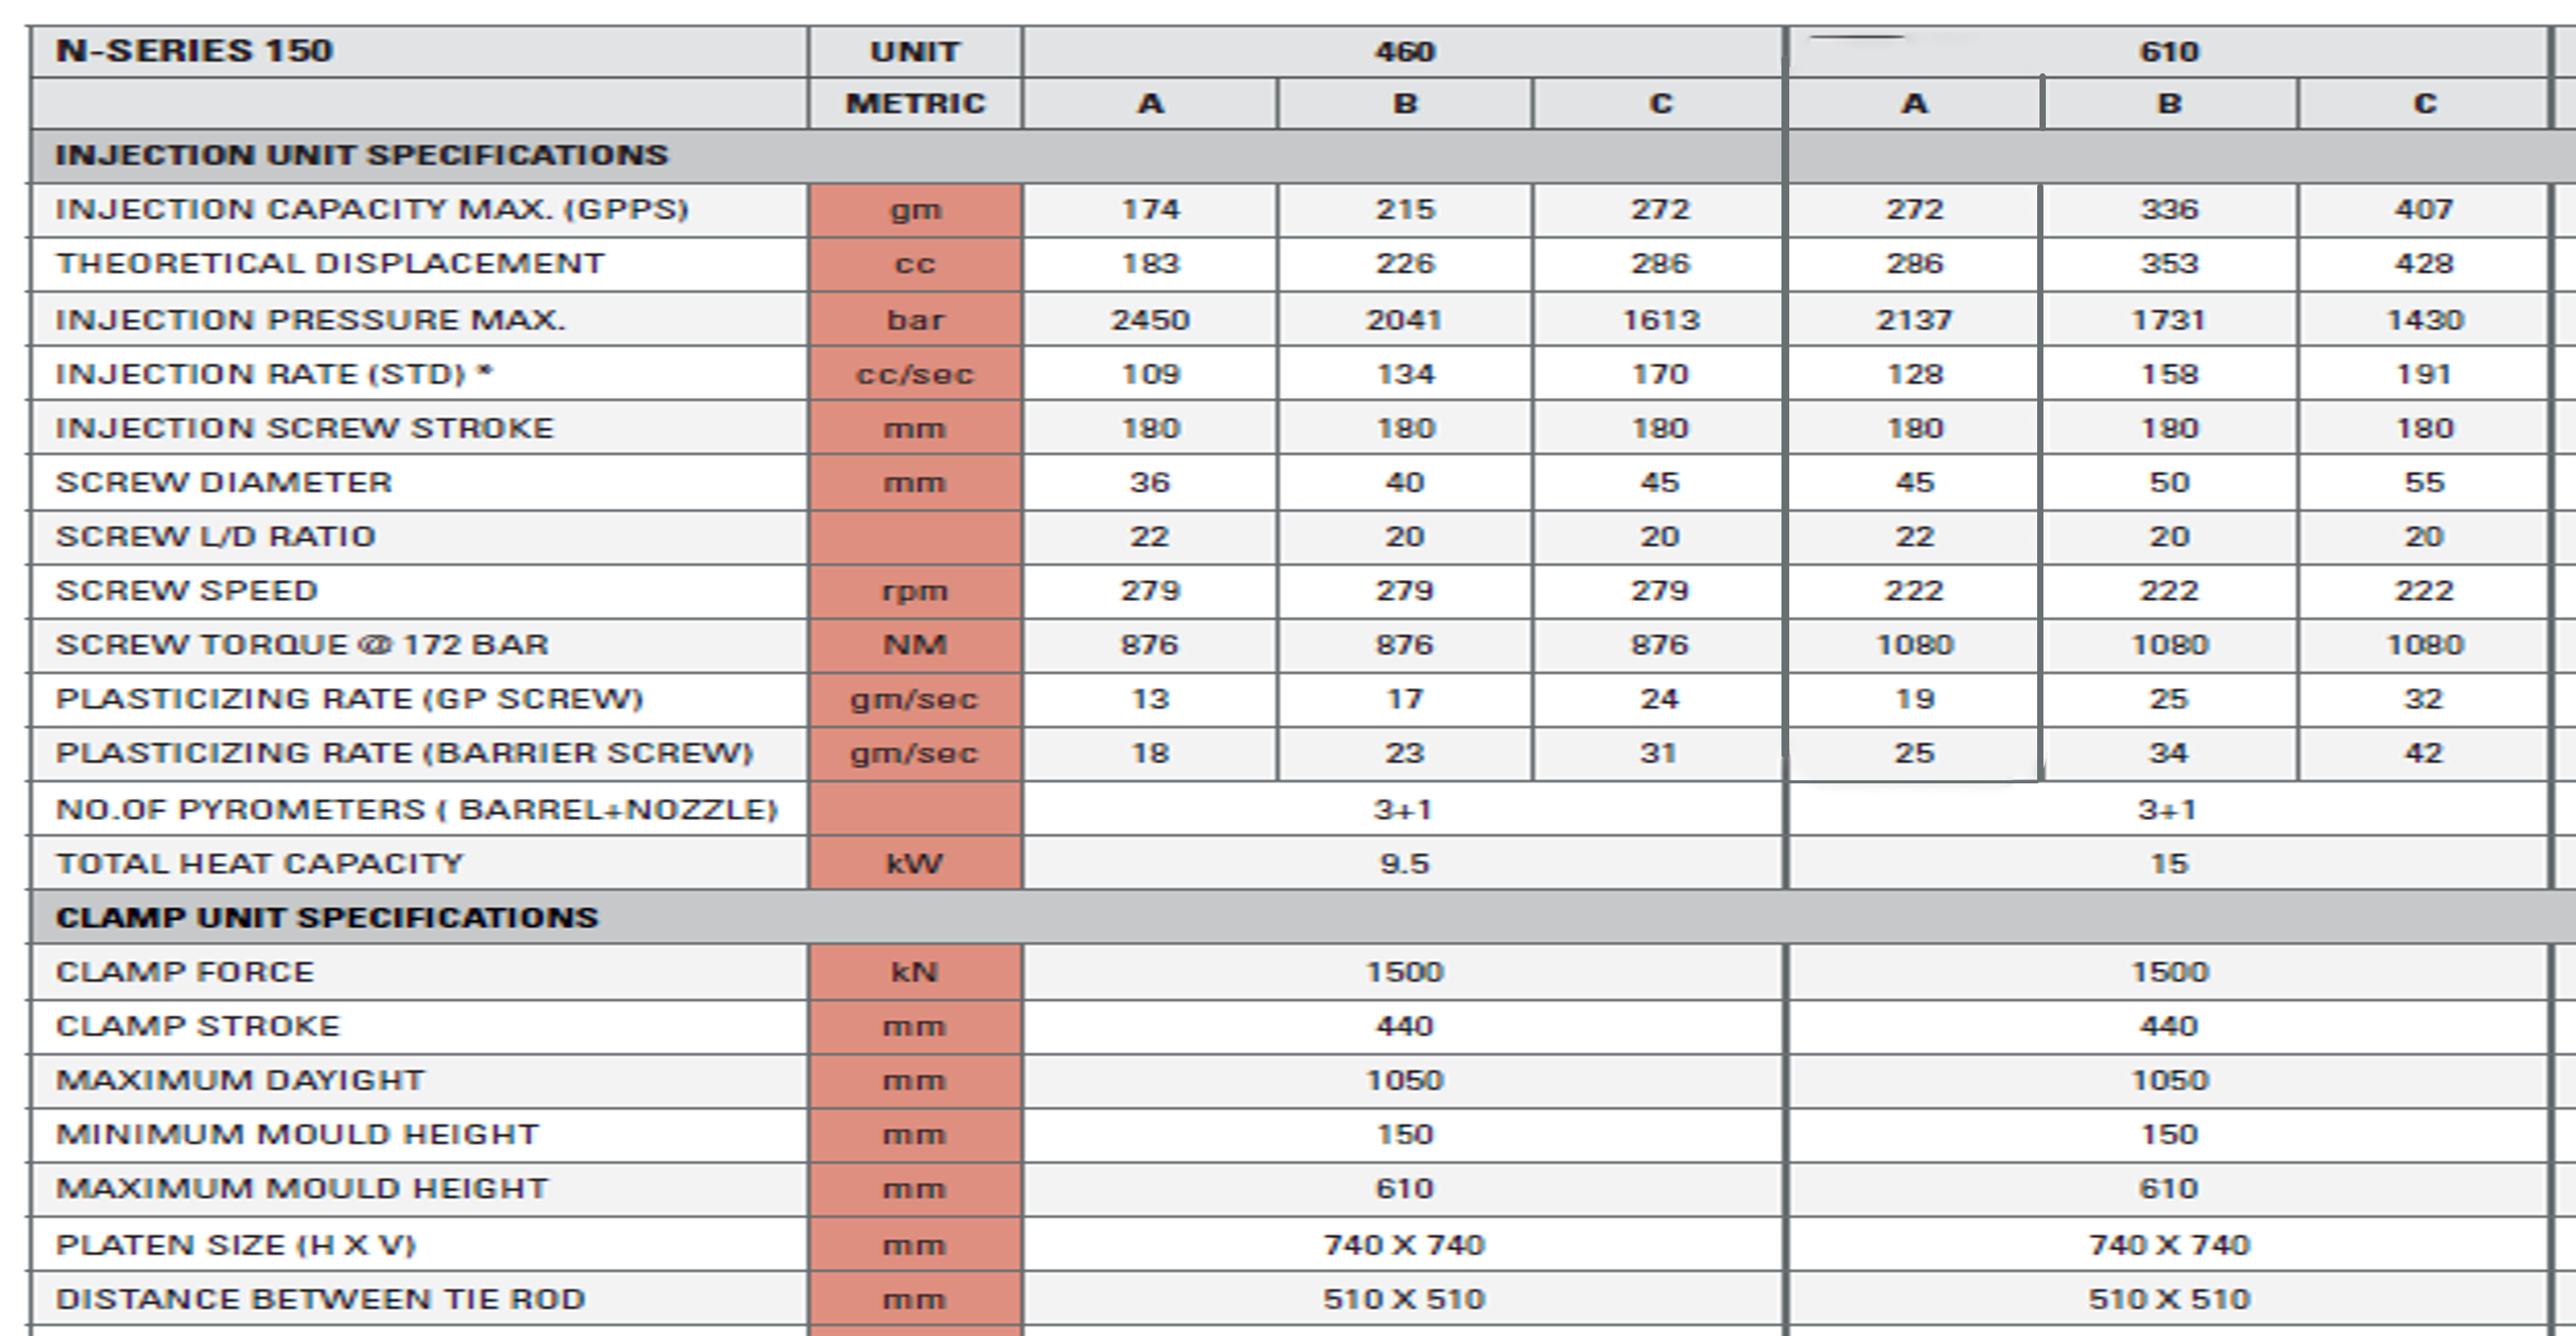 N-SERIES 150 UNIT 460 610
METRIC A B C A B C
INJECTION UNIT SPECIFICATIONS
INJECTION CAPACITY MAX. (GPPS) gm 174 215 272 272 336 407
THEORETICAL DISPLACEMENT cc 183 226 286 286 353 428
INJECTION PRESSURE MAX. bar 2450 2041 1613 2137 1731 1430
INJECTION RATE (STD) * cc/sec 109 134 170 128 158 191
INJECTION SCREW STROKE mm 180 180 180 180 180 180
SCREW DIAMETER mm 36 40 45 45 50 55
SCREW L/D RATIO 22 20 20 22 20 20
SCREW SPEED rpm 279 279 279 222 222 222
SCREW TORQUE @ 172 BAR NM 876 876 876 1080 1080 1080
PLASTICIZING RATE (GP SCREW) gm/sec 13 17 24 19 25 32
PLASTICIZING RATE (BARRIER SCREW) gm/sec 18 23 31 25 34 42
NO.OF PYROMETERS ( BARREL+NOZZLE) 3+1 3+1
TOTAL HEAT CAPACITY kW 9.5 15
CLAMP UNIT SPECIFICATIONS
CLAMP FORCE kN 1500 1500
CLAMP STROKE mm 440 440
MAXIMUM DAYIGHT mm 1050 1050
MINIMUM MOULD HEIGHT mm 150 150
MAXIMUM MOULD HEIGHT mm 610 610
PLATEN SIZE (H X V) mm 740 X 740 740 X 740
DISTANCE BETWEEN TIE ROD mm 510 X 510 510 X 510